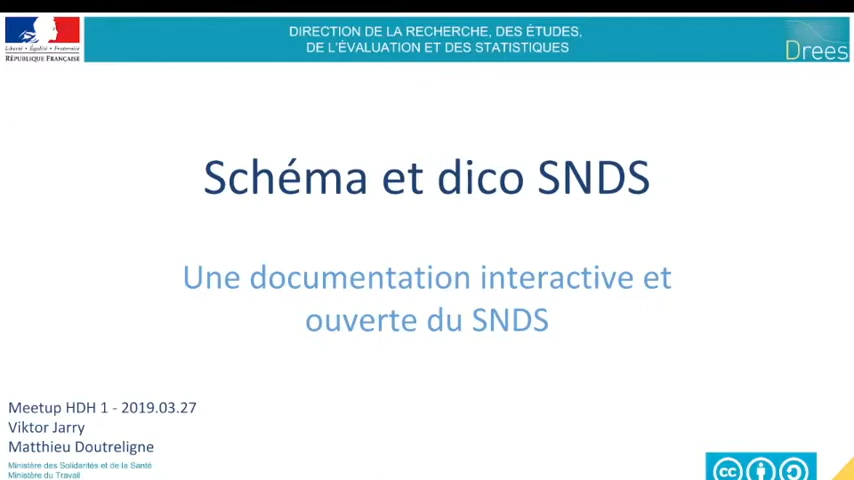 DIRECTION DE LA RECHERCHE, DES ÉTUDES,
DE L'ÉVALUATION ET DES STATISTIQUES
Liberté • Égalité • Fraternité
RÉPUBLIQUE FRANÇAISE
Drees
Schéma et dico SNDS
Une documentation interactive et
ouverte du SNDS
Meetup HDH 1 - 2019.03.27
Viktor Jarry
Matthieu Doutreligne
Ministère des Solidarités et de la Santé
Ministère du Travail
cc